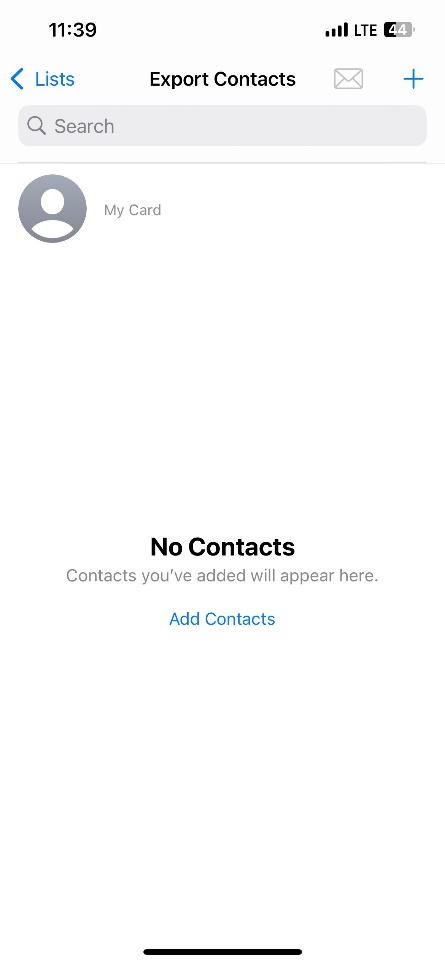 11:39
LTE 44
Lists
Export Contacts
Search
My Card
No Contacts
Contacts you’ve added will appear here.
Add Contacts